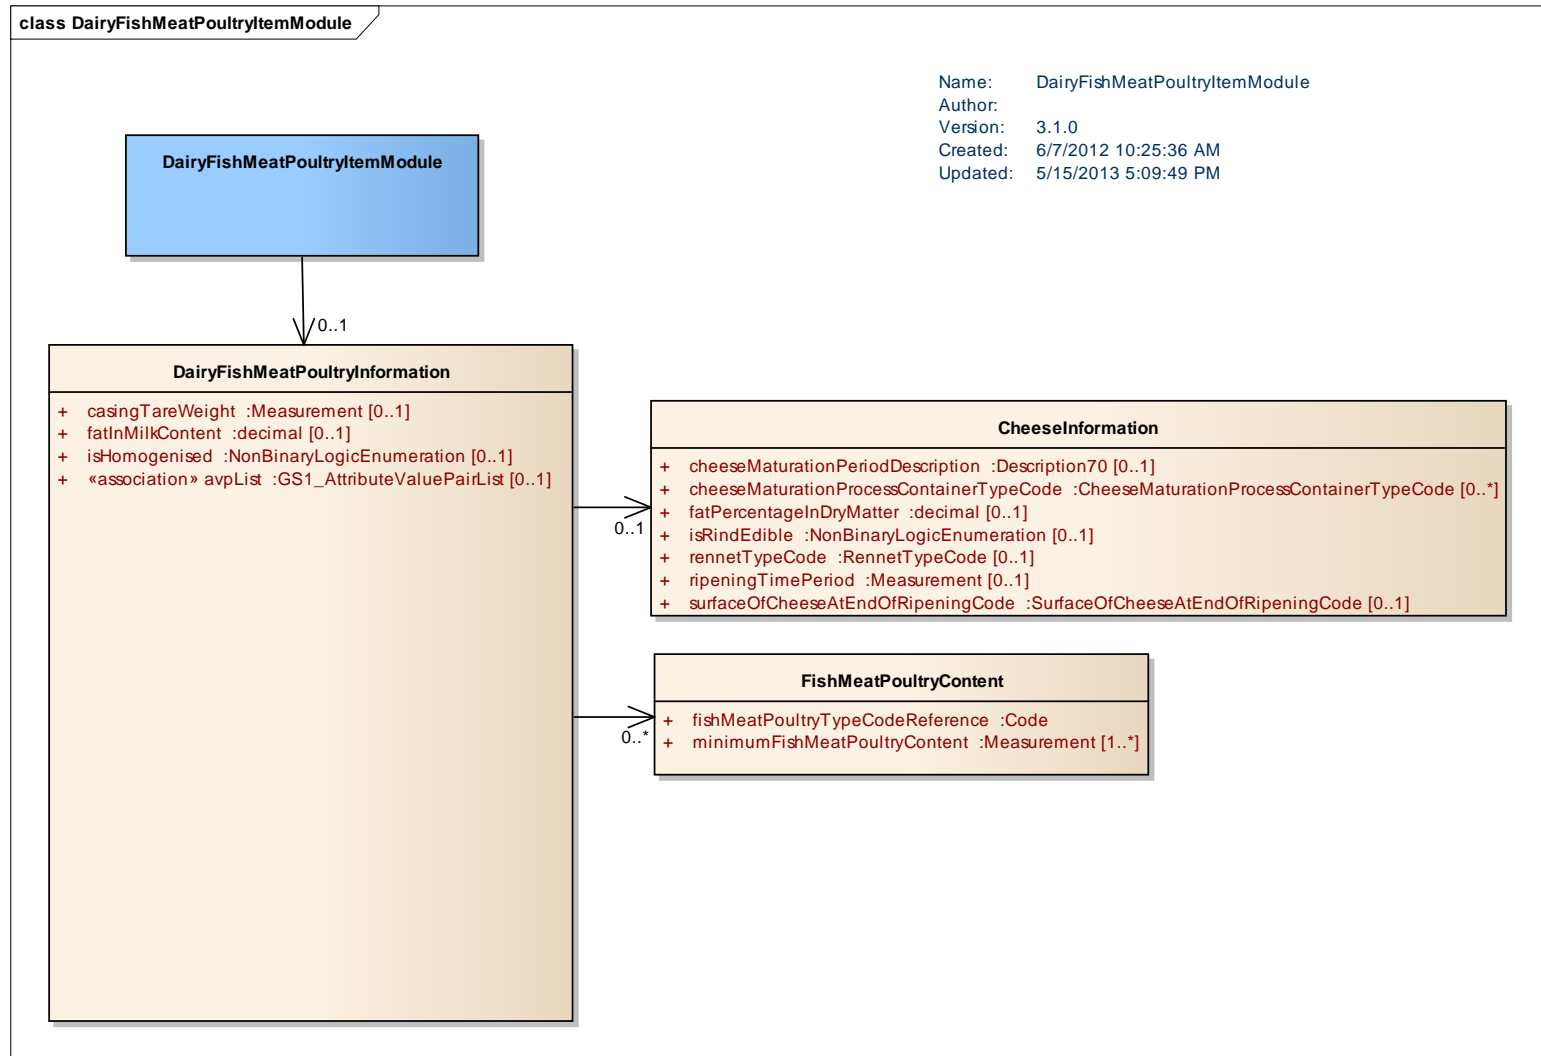 class DairyFishMeatPoultryItemModule
Name: DairyFishMeatPoultryItemModule
Author:
Version: 3.1.0
Created: 6/7/2012 10:25:36 AM
Updated: 5/15/2013 5:09:49 PM
DairyFishMeatPoultryItemModule
0..1
DairyFishMeatPoultryInformation
+ casingTareWeight :Measurement [0..1]
+ fatInMilkContent :decimal [0..1]
+ isHomogenised :NonBinaryLogicEnumeration [0..1]
+ «association» avpList :GS1_AttributeValuePairList [0..1]
0..1
CheeseInformation
+ cheeseMaturationPeriodDescription :Description70 [0..1]
+ cheeseMaturationProcessContainerTypeCode :CheeseMaturationProcessContainerTypeCode [0..*]
+ fatPercentageInDryMatter :decimal [0..1]
+ isRindEdible :NonBinaryLogicEnumeration [0..1]
+ rennetTypeCode :RennetTypeCode [0..1]
+ ripeningTimePeriod :Measurement [0..1]
+ surfaceOfCheeseAtEndOfRipeningCode :SurfaceOfCheeseAtEndOfRipeningCode [0..1]
0..*
FishMeatPoultryContent
+ fishMeatPoultryTypeCodeReference :Code
+ minimumFishMeatPoultryContent :Measurement [1..*]